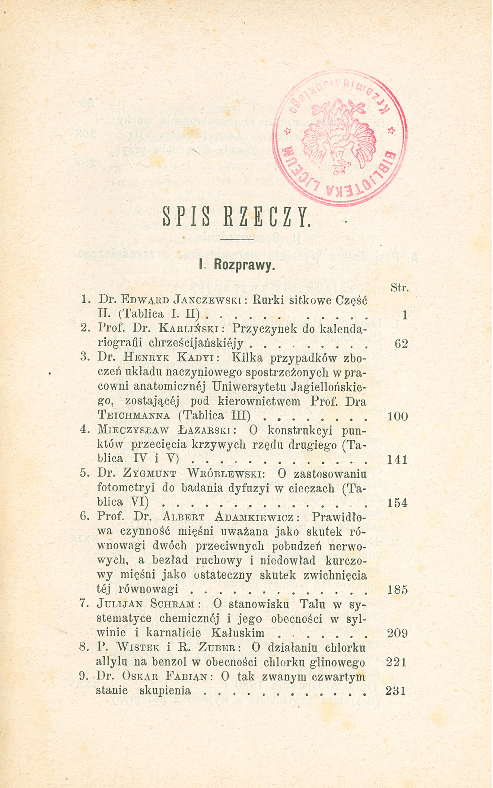 BIBLIOTEKA LICEUM
Krzemienieckiego
SPIS RZECZY.
I. Rozprawy.
Str.
1. Dr. EDWARD JANCZEWSKI: Rurki sitkowe Część
II. (Tablica I. II) . . . . . . . . . . . . 1
2. Prof. Dr. KARLIŃSKI: Przyczynek do kalenda-
riografii chrześcijańskiéj . . . . . . . . . 62
3. Dr. HENRYK KADYI: Kilka przypadków zbo-
czeń układu naczyniowego spostrzeżonych w pra-
cowni anatomicznéj Uniwersytetu Jagiellońskie-
go, zostającéj pod kierownictwem Prof. Dra
TEICHMANNA (Tablica III) . . . . . . . . 100
4. MIECZYSŁAW ŁAZARSKI: O konstrukcyi pun-
któw przecięcia krzywych rzędu drugiego (Ta-
blica IV i V) . . . . . . . . . . . . . 141
5. Dr. ZYGMUNT WRÓBLEWSKI: O zastosowaniu
fotometryi do badania dyfuzyi w cieczach (Ta-
blica VI) . . . . . . . . . . . . . . . 154
6. Prof. Dr. ALBERT ADAMKIEWICZ: Prawidło-
wa czynność mięśni uważana jako skutek ró-
wnowagi dwóch przeciwnych pobudzeń nerwo-
wych, a bezład ruchowy i niedowład kurczo-
wy mięśni jako ostateczny skutek zwichnięcia
téj równowagi . . . . . . . . . . . . . 185
7. JULIJAN SCHRAM: O stanowisku Talu w sy-
stematyce chemicznéj i jego obecności w syl-
winie i karnalicie Kałuskim . . . . . . . 209
8. P. WISTEK i R. ZUBER: O działaniu chlorku
allylu na benzol w obecności chlorku glinowego 221
9. Dr. OSKAR FABIAN: O tak zwanym czwartym
stanie skupienia . . . . . . . . . . . . 231